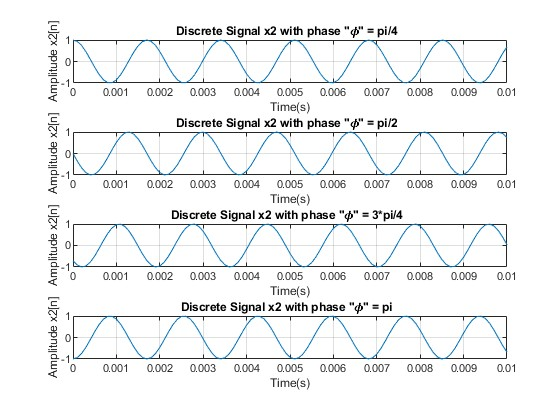 Discrete Signal x2 with phase "ϕ" = pi/4
Amplitude x2[n]
1
0
-1
0 0.001 0.002 0.003 0.004 0.005 0.006 0.007 0.008 0.009 0.01
Time(s)
Discrete Signal x2 with phase "ϕ" = pi/2
Amplitude x2[n]
1
0
-1
0 0.001 0.002 0.003 0.004 0.005 0.006 0.007 0.008 0.009 0.01
Time(s)
Discrete Signal x2 with phase "ϕ" = 3*pi/4
Amplitude x2[n]
1
0
-1
0 0.001 0.002 0.003 0.004 0.005 0.006 0.007 0.008 0.009 0.01
Time(s)
Discrete Signal x2 with phase "ϕ" = pi
Amplitude x2[n]
1
0
-1
0 0.001 0.002 0.003 0.004 0.005 0.006 0.007 0.008 0.009 0.01
Time(s)